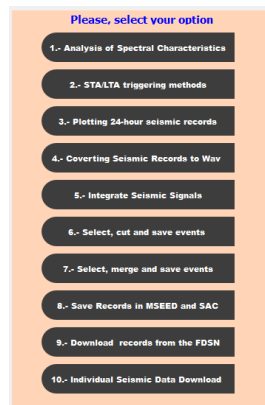 Please, select your option
1.- Analysis of Spectral Characteristics
2.- STA/LTA triggering methods
3.- Plotting 24-hour seismic records
4.- Coverting Seismic Records to Wav
5.- Integrate Seismic Signals
6.- Select, cut and save events
7.- Select, merge and save events
8.- Save Records in MSEED and SAC
9.- Download records from the FDSN
10.- Individual Seismic Data Download